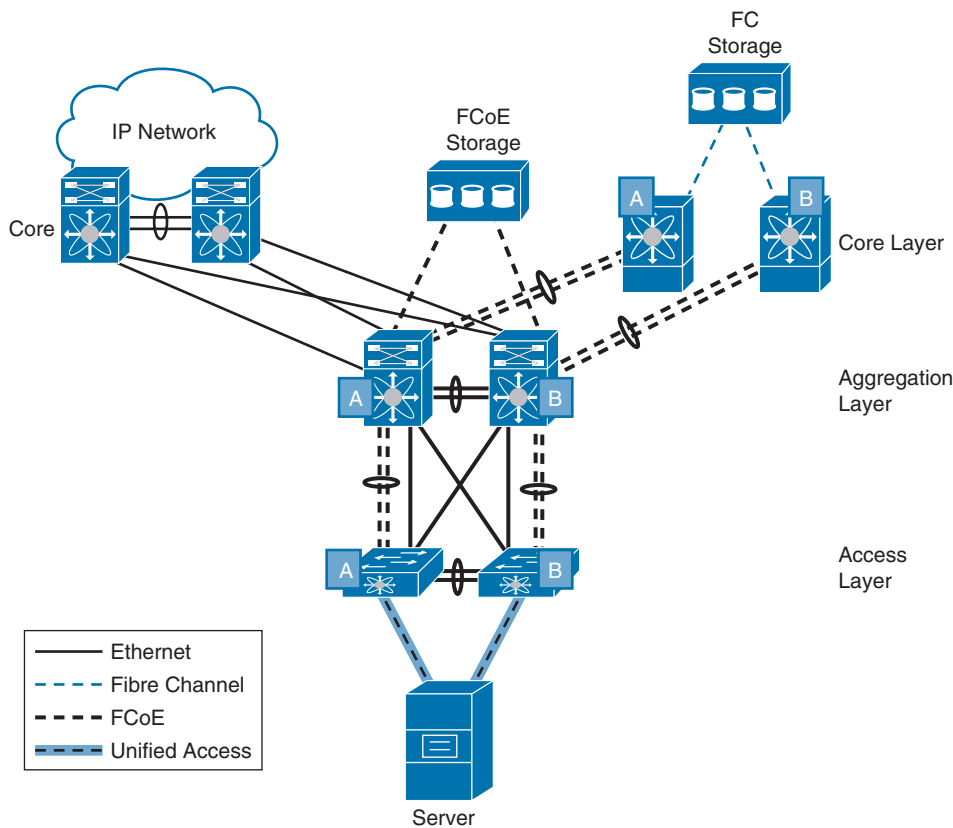 FC
Storage
FCoE
Storage
IP Network
A
B
Core
Core Layer
A
B
Aggregation
Layer
A
B
Access
Layer
Ethernet
Fibre Channel
FCoE
Unified Access
Server